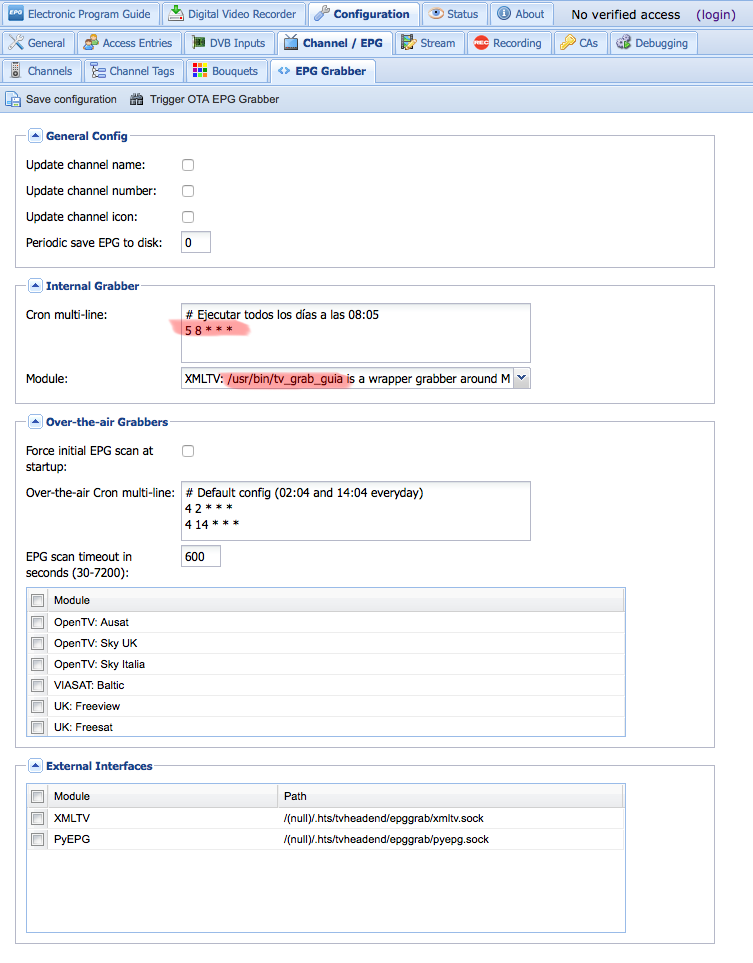 EPG Electronic Program Guide Digital Video Recorder Configuration Status About No verified access (login)
General Access Entries DVB Inputs Channel / EPG Stream REC Recording CAs Debugging
Channels Channel Tags Bouquets EPG Grabber
Save configuration Trigger OTA EPG Grabber
General Config
Update channel name:
Update channel number:
Update channel icon:
Periodic save EPG to disk: 0
Internal Grabber
Cron multi-line: # Ejecutar todos los días a las 08:05
5 8 * * *
Module: XMLTV: /usr/bin/tv_grab_guia is a wrapper grabber around M
Over-the-air Grabbers
Force initial EPG scan at
startup:
Over-the-air Cron multi-line: # Default config (02:04 and 14:04 everyday)
4 2 * * *
4 14 * * *
EPG scan timeout in 600
seconds (30-7200):
Module
OpenTV: Ausat
OpenTV: Sky UK
OpenTV: Sky Italia
VIASAT: Baltic
UK: Freeview
UK: Freesat
External Interfaces
Module Path
XMLTV /(null)/.hts/tvheadend/epggrab/xmltv.sock
PyEPG /(null)/.hts/tvheadend/epggrab/pyepg.sock